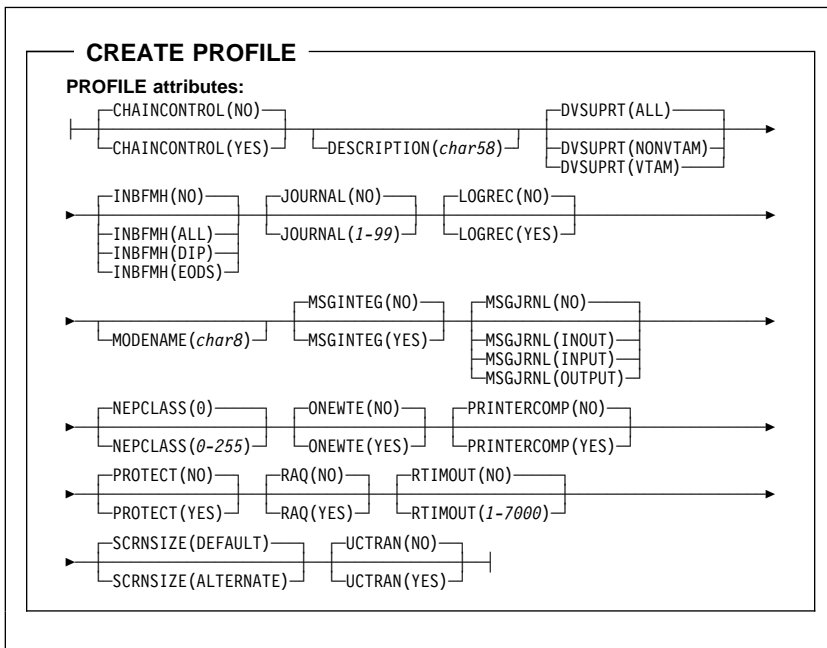 CREATE PROFILE
PROFILE attributes:
CHAINCONTROL(NO) DVSUPRT(ALL)
CHAINCONTROL(YES) DESCRIPTION(char58) DVSUPRT(NONVTAM)
DVSUPRT(VTAM)
INBFMH(NO) JOURNAL(NO) LOGREC(NO)
INBFMH(ALL) JOURNAL(1-99) LOGREC(YES)
INBFMH(DIP)
INBFMH(EODS)
MSGINTEG(NO) MSGJRNL(NO)
MODENAME(char8) MSGINTEG(YES) MSGJRNL(INOUT)
MSGJRNL(INPUT)
MSGJRNL(OUTPUT)
NEPCLASS(0) ONEWTE(NO) PRINTERCOMP(NO)
NEPCLASS(0-255) ONEWTE(YES) PRINTERCOMP(YES)
PROTECT(NO) RAQ(NO) RTIMOUT(NO)
PROTECT(YES) RAQ(YES) RTIMOUT(1-7000)
SCRNSIZE(DEFAULT) UCTRAN(NO)
SCRNSIZE(ALTERNATE) UCTRAN(YES)